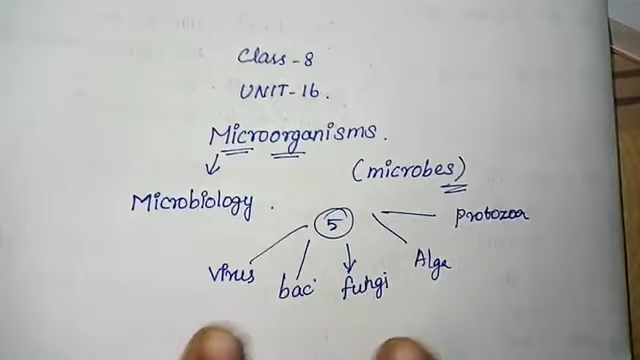 Class - 8
UNIT - 16.
Microorganisms.
(microbes)
Microbiology.
5
Protozoa
Virus
bac
fungi
Alga